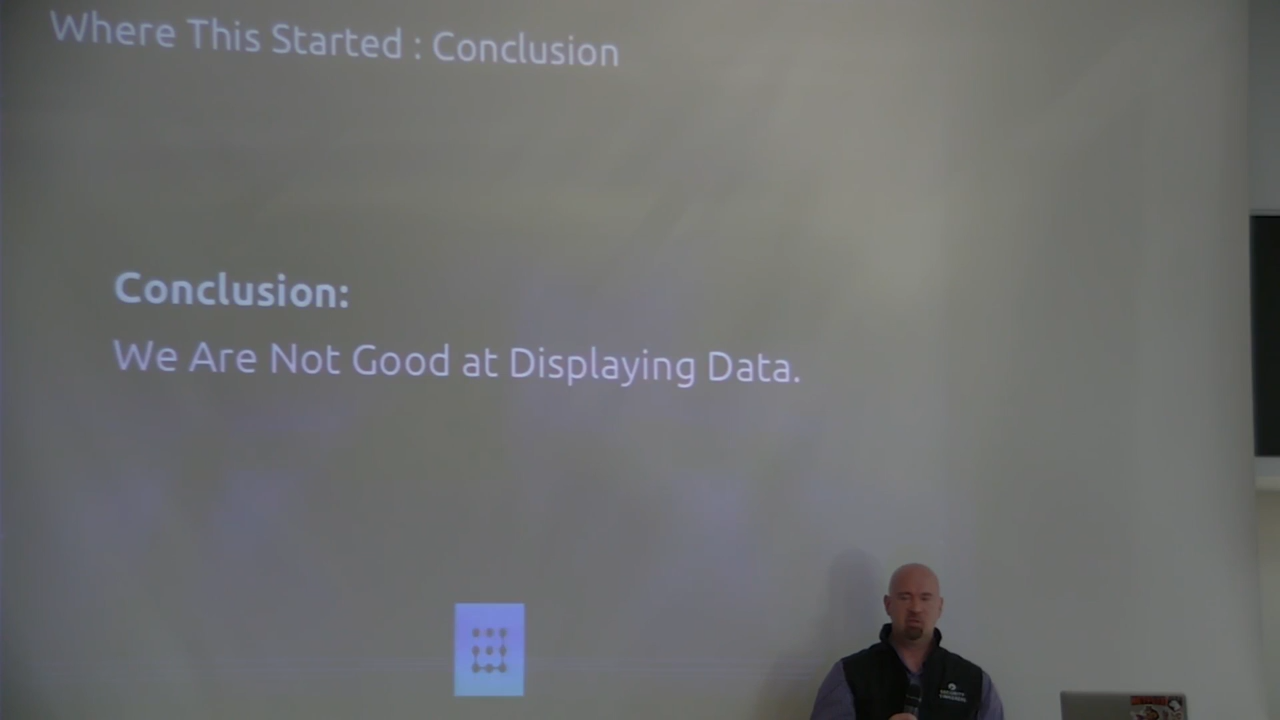 Where This Started : Conclusion
Conclusion:
We Are Not Good at Displaying Data.